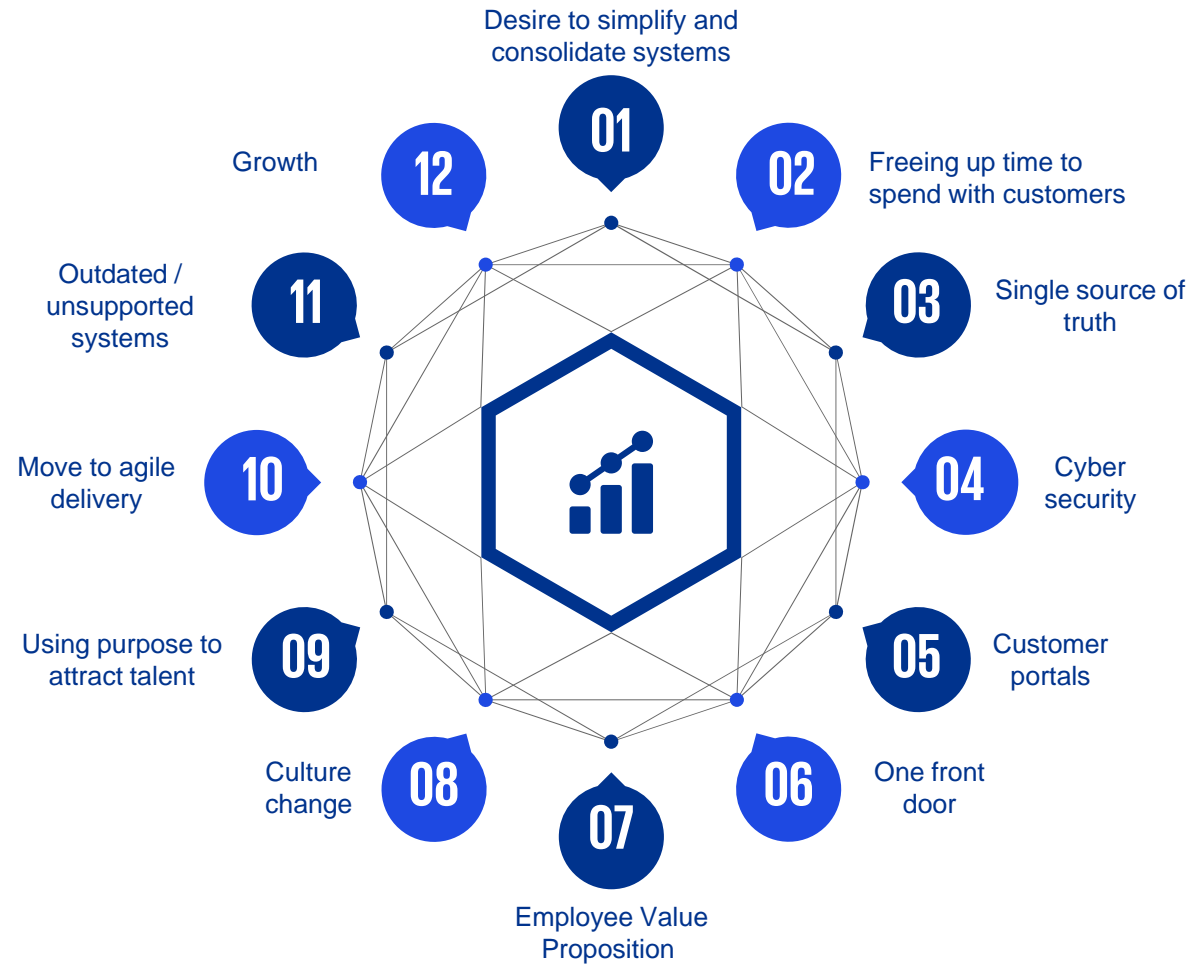 Desire to simplify and
consolidate systems
01
02
Freeing up time to
spend with customers
03
Single source of
truth
04
Cyber
security
05
Customer
portals
06
One front
door
07
Employee Value
Proposition
08
Culture
change
09
Using purpose to
attract talent
10
Move to agile
delivery
11
Outdated /
unsupported
systems
12
Growth